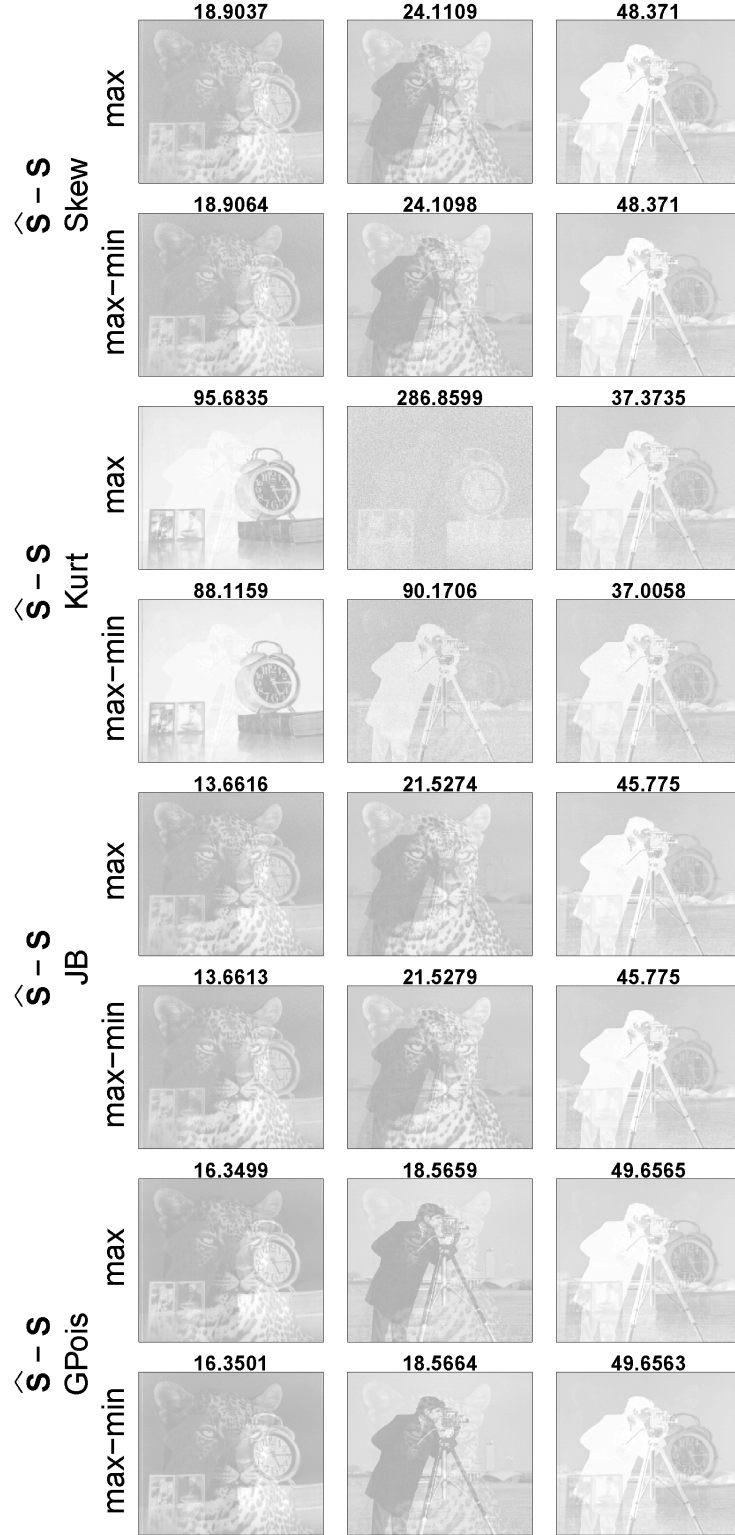 18.9037 24.1109 48.371
max
18.9064 24.1098 48.371
max−min
Ŝ − S
Skew
95.6835 286.8599 37.3735
max
88.1159 90.1706 37.0058
max−min
Ŝ − S
Kurt
13.6616 21.5274 45.775
max
13.6613 21.5279 45.775
max−min
Ŝ − S
JB
16.3499 18.5659 49.6565
max
16.3501 18.5664 49.6563
max−min
Ŝ − S
GPois